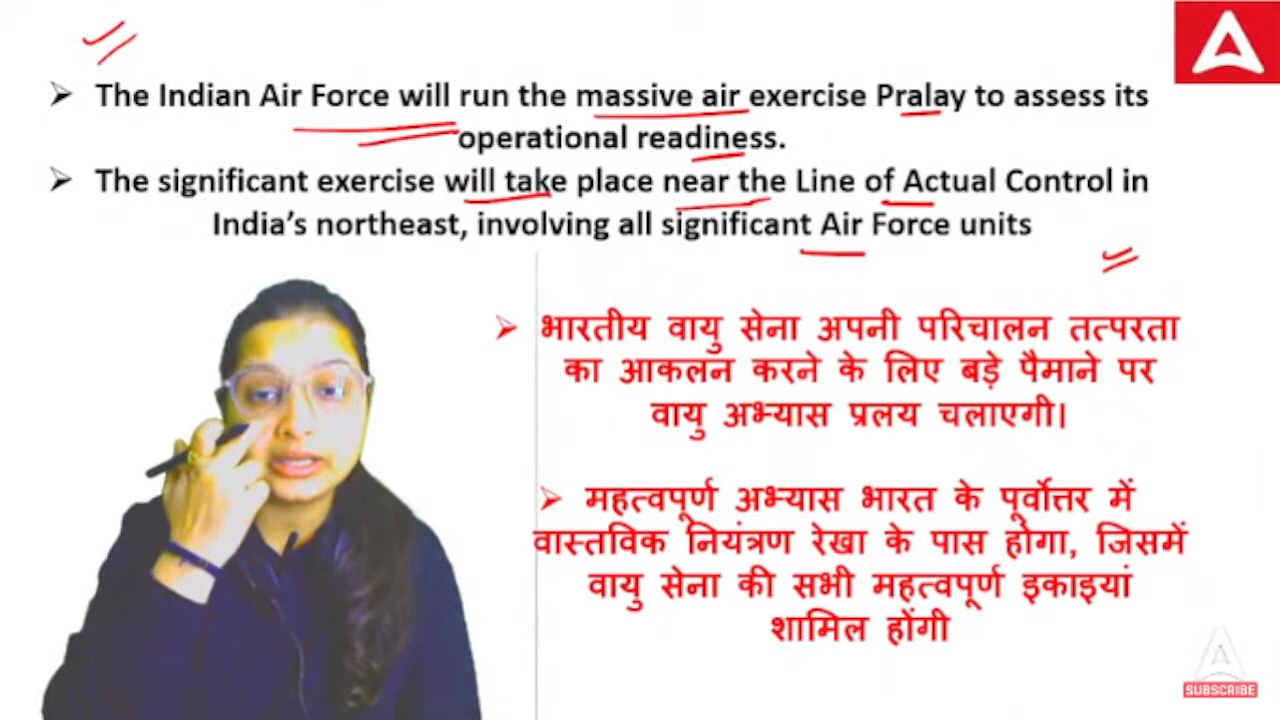 ➢ The Indian Air Force will run the massive air exercise Pralay to assess its
operational readiness.
➢ The significant exercise will take place near the Line of Actual Control in
India’s northeast, involving all significant Air Force units
➢ भारतीय वायु सेना अपनी परिचालन तत्परता
का आकलन करने के लिए बड़े पैमाने पर
वायु अभ्यास प्रलय चलाएगी।
➢ महत्वपूर्ण अभ्यास भारत के पूर्वोत्तर में
वास्तविक नियंत्रण रेखा के पास होगा, जिसमें
वायु सेना की सभी महत्वपूर्ण इकाइयां
शामिल होंगी
SUBSCRIBE